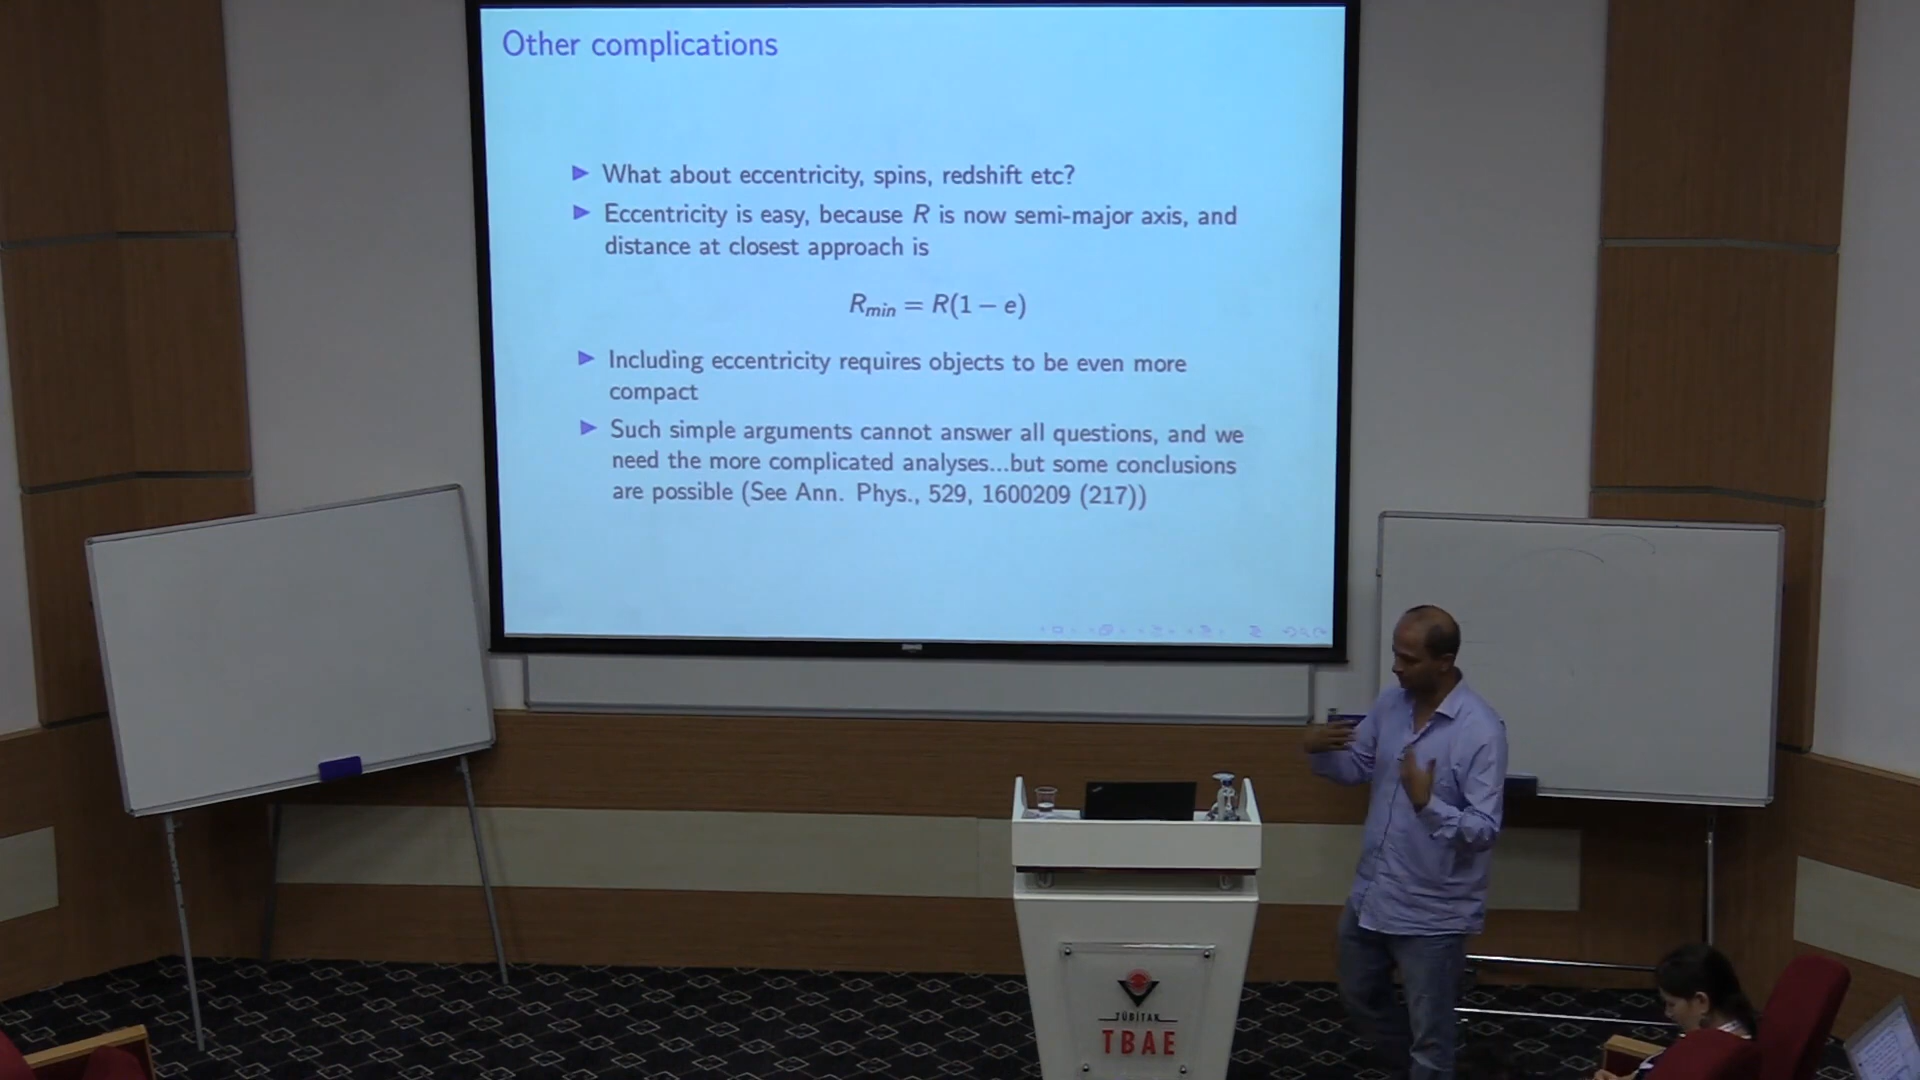 Other complications
What about eccentricity, spins, redshift etc?
Eccentricity is easy, because R is now semi-major axis, and
distance at closest approach is
R_min = R(1 − e)
Including eccentricity requires objects to be even more
compact
Such simple arguments cannot answer all questions, and we
need the more complicated analyses...but some conclusions
are possible (See Ann. Phys., 529, 1600209 (217))
TÜBİTAK
TBAE